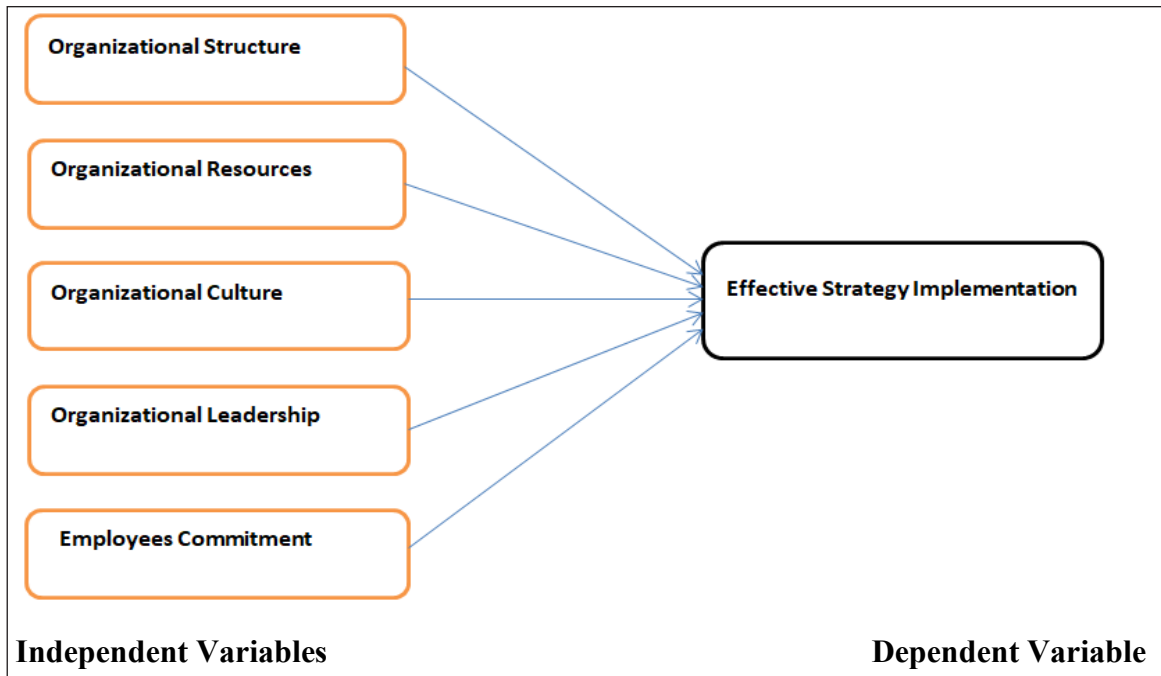 Organizational Structure
Organizational Resources
Organizational Culture
Effective Strategy Implementation
Organizational Leadership
Employees Commitment
Independent Variables
Dependent Variable